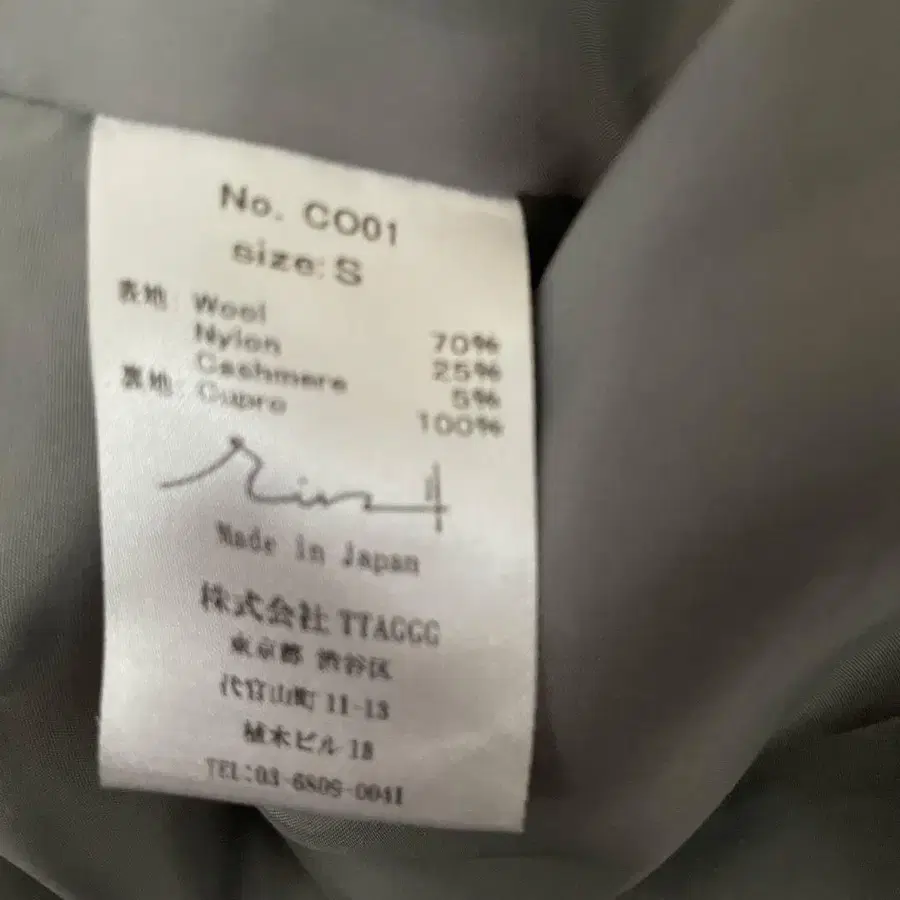 No. CO01
size: S
表地 Wool 70%
Nylon 25%
Cashmere 5%
裏地 Cupro 100%
Made in Japan
株式会社 TTAGGG
東京都 渋谷区
代官山町 11-13
植木ビル 1B
TEL:03-6809-0041